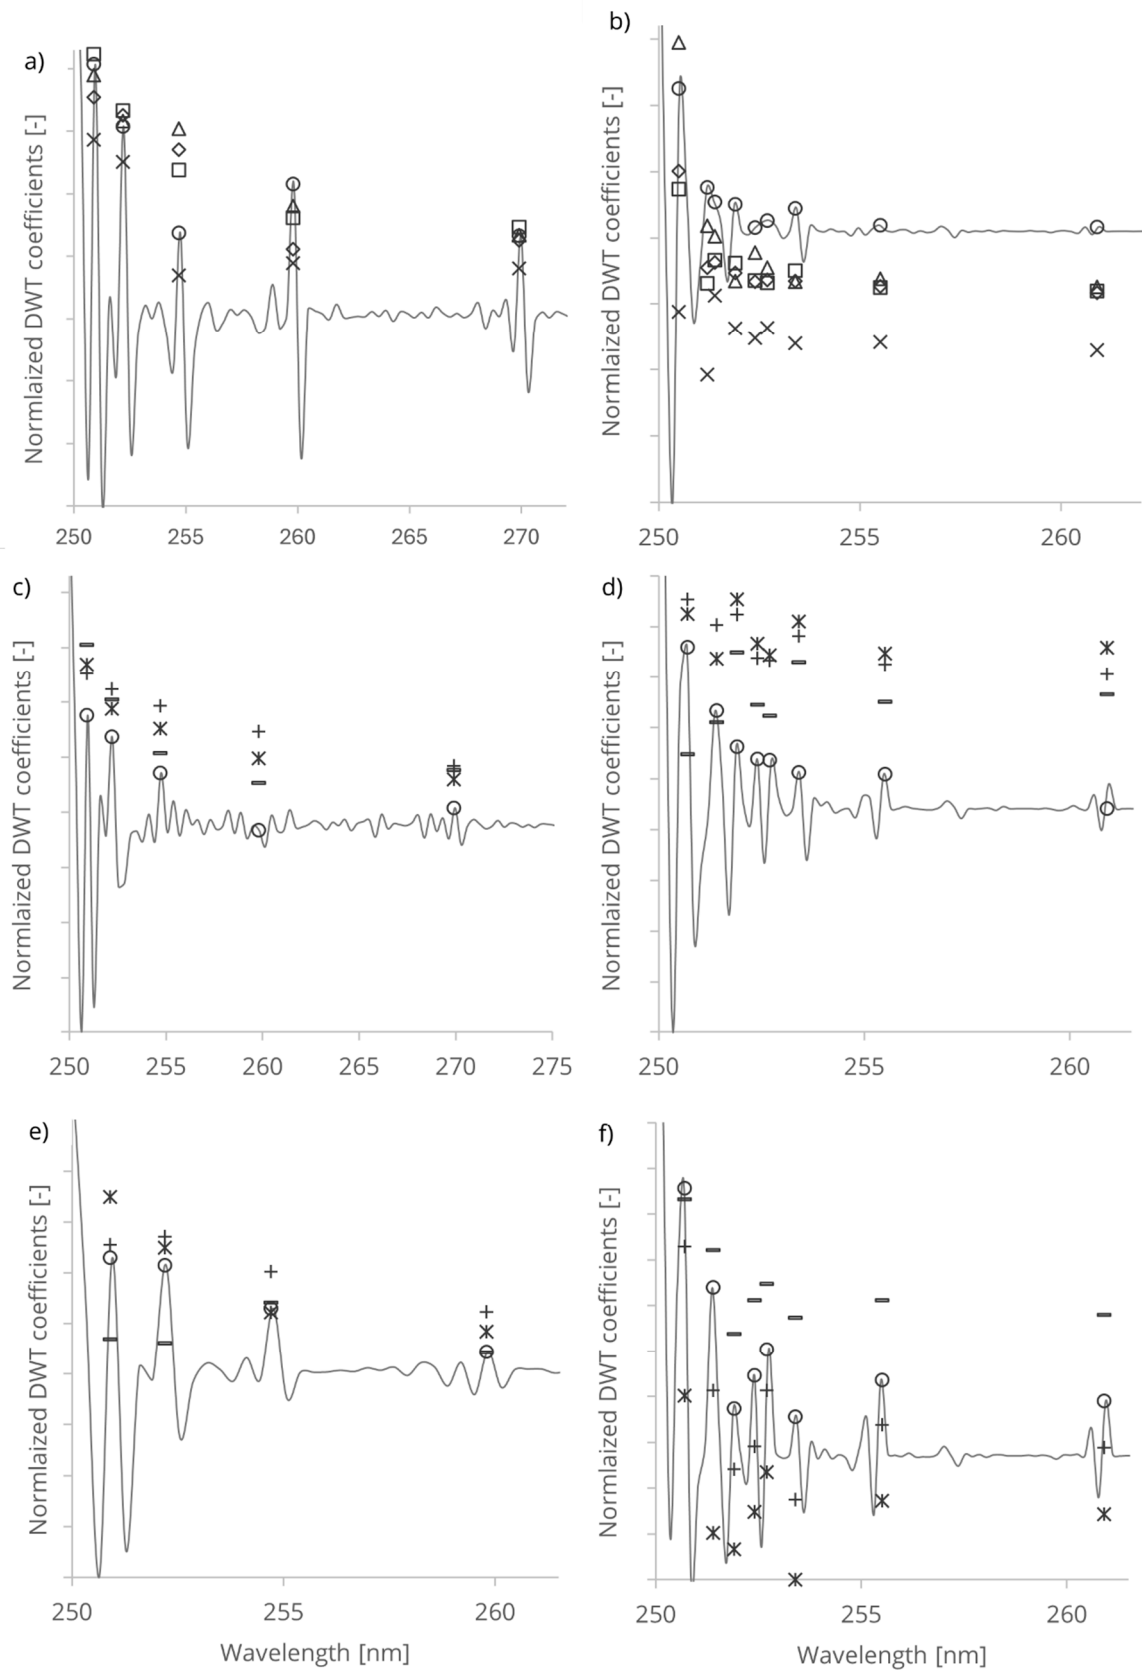 a)
Normlaized DWT coefficients [-]
250 255 260 265 270
b)
Normlaized DWT coefficients [-]
250 255 260
c)
Normlaized DWT coefficients [-]
250 255 260 265 270 275
d)
Normlaized DWT coefficients [-]
250 255 260
e)
Normlaized DWT coefficients [-]
250 255 260
Wavelength [nm]
f)
Normlaized DWT coefficients [-]
250 255 260
Wavelength [nm]